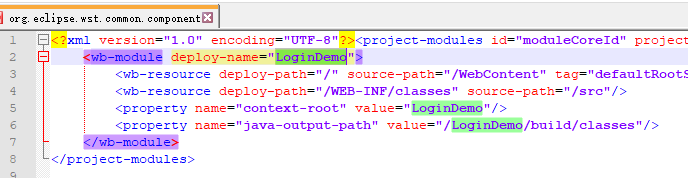 org.eclipse.wst.common.component
1 <?xml version="1.0" encoding="UTF-8"?><project-modules id="moduleCoreId" project
2 <wb-module deploy-name="LoginDemo">
3 <wb-resource deploy-path="/" source-path="/WebContent" tag="defaultRootS
4 <wb-resource deploy-path="/WEB-INF/classes" source-path="/src"/>
5 <property name="context-root" value="LoginDemo"/>
6 <property name="java-output-path" value="/LoginDemo/build/classes"/>
7 </wb-module>
8 </project-modules>
9